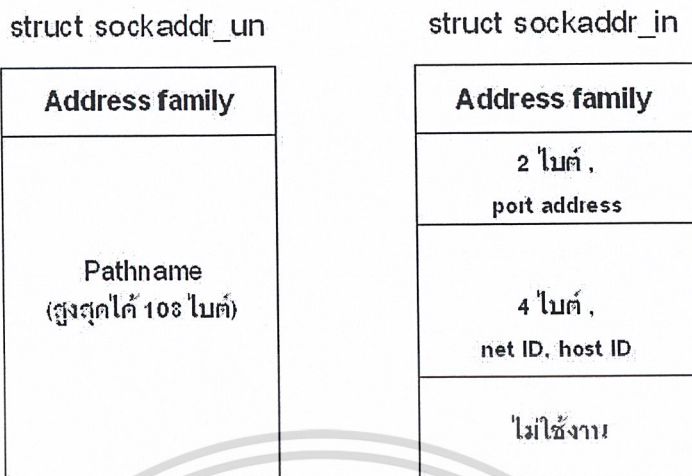 struct sockaddr_un
Address family
Pathname
(สูงสุดได้ 108 ไบต์)
struct sockaddr_in
Address family
2 ไบต์ ,
port address
4 ไบต์ ,
net ID, host ID
ไม่ใช้งาน